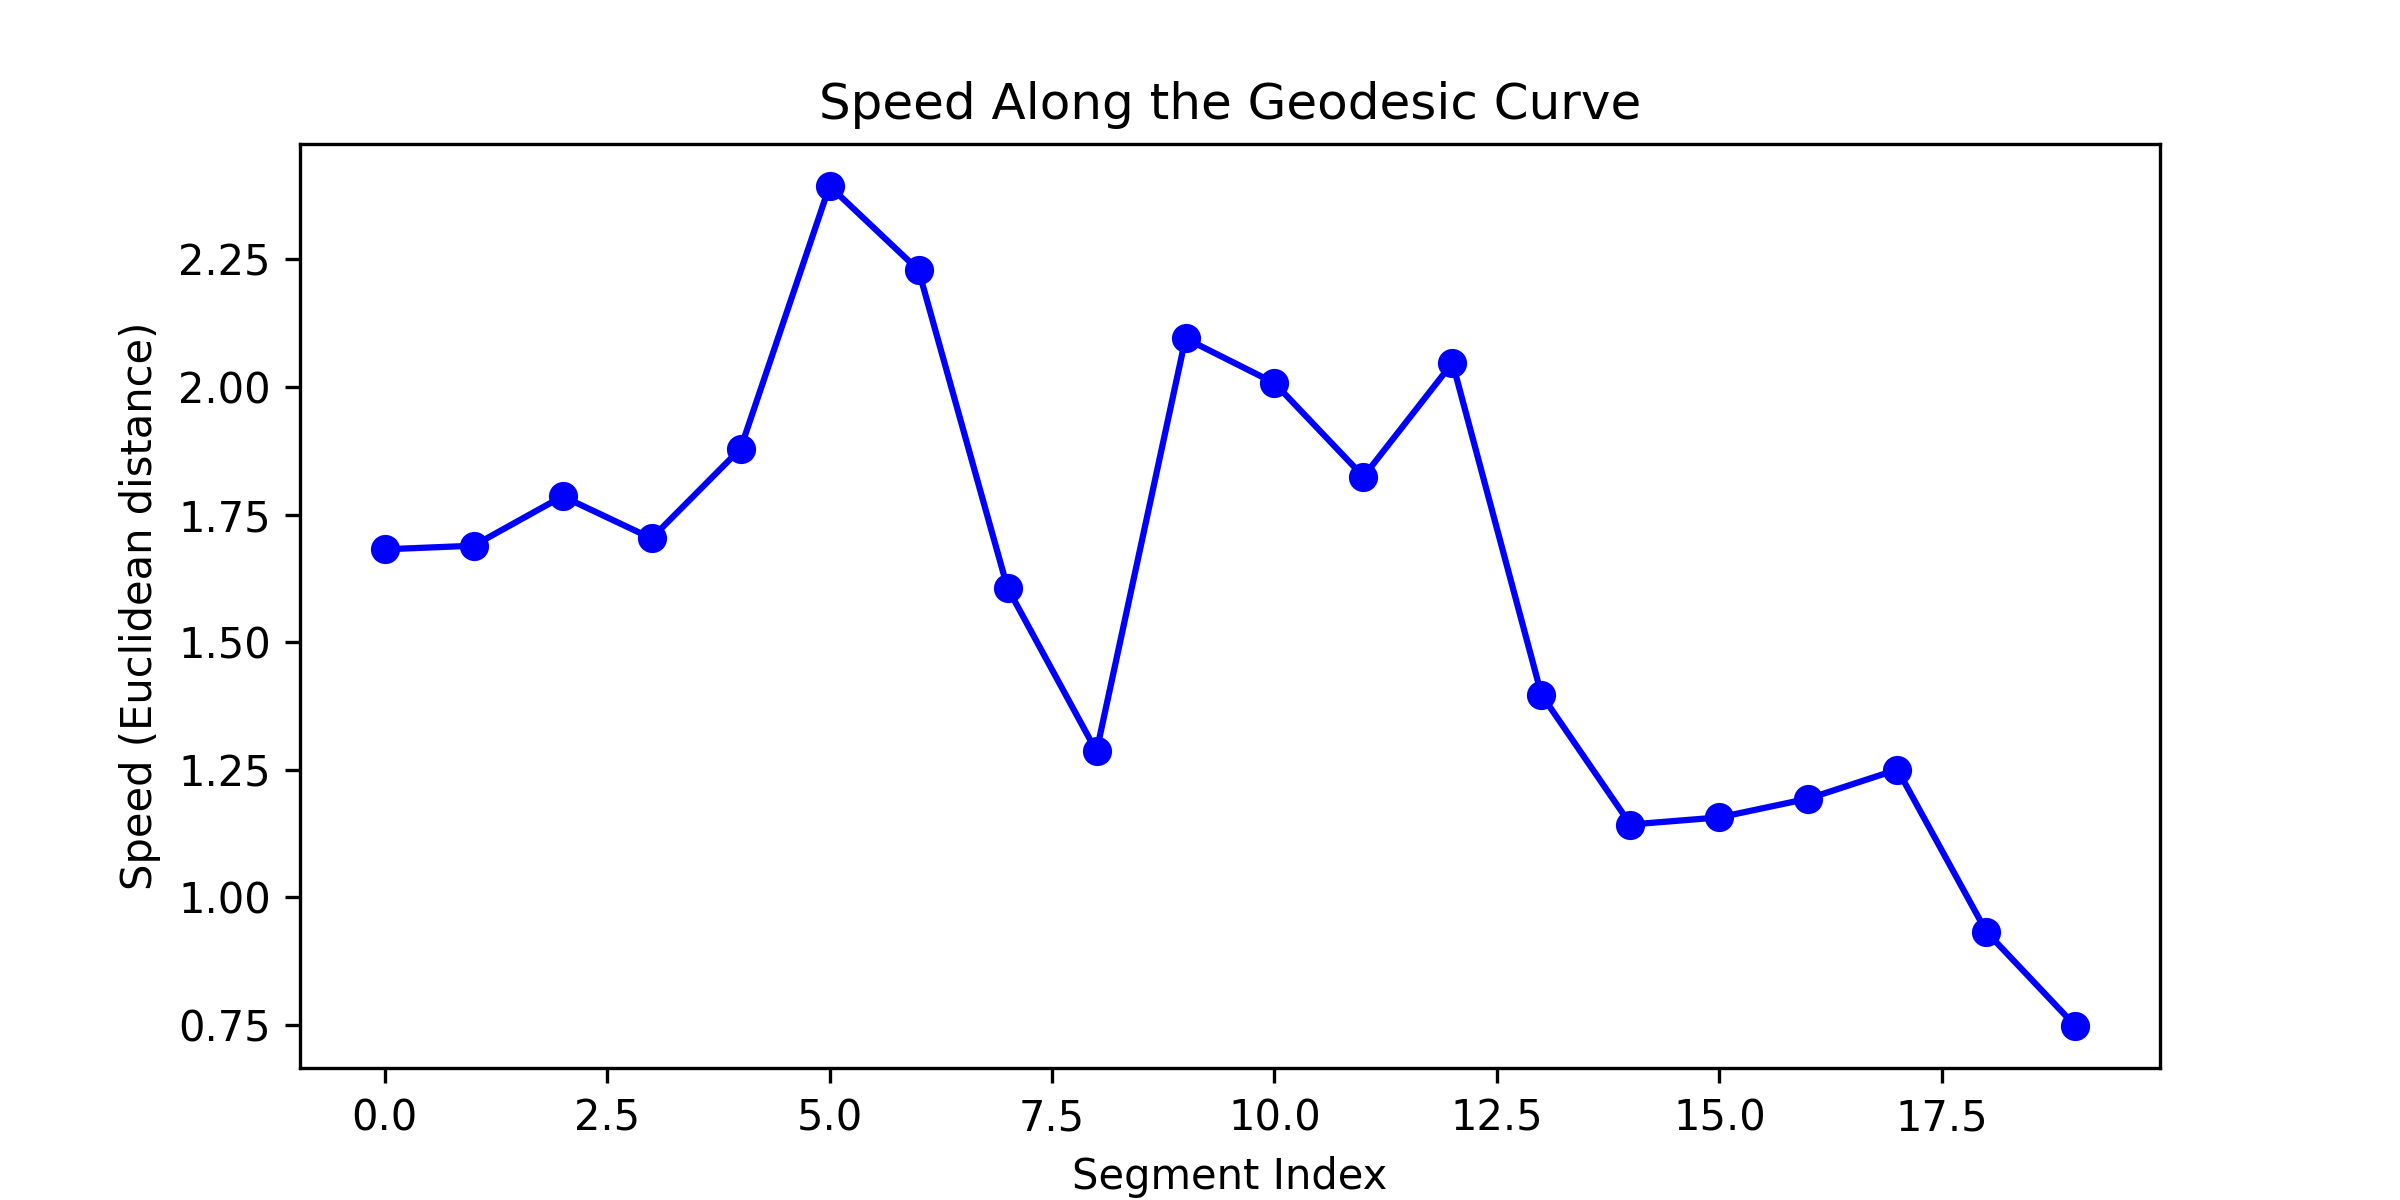 Speed Along the Geodesic Curve
Speed (Euclidean distance)
2.25
2.00
1.75
1.50
1.25
1.00
0.75
0.0 2.5 5.0 7.5 10.0 12.5 15.0 17.5
Segment Index